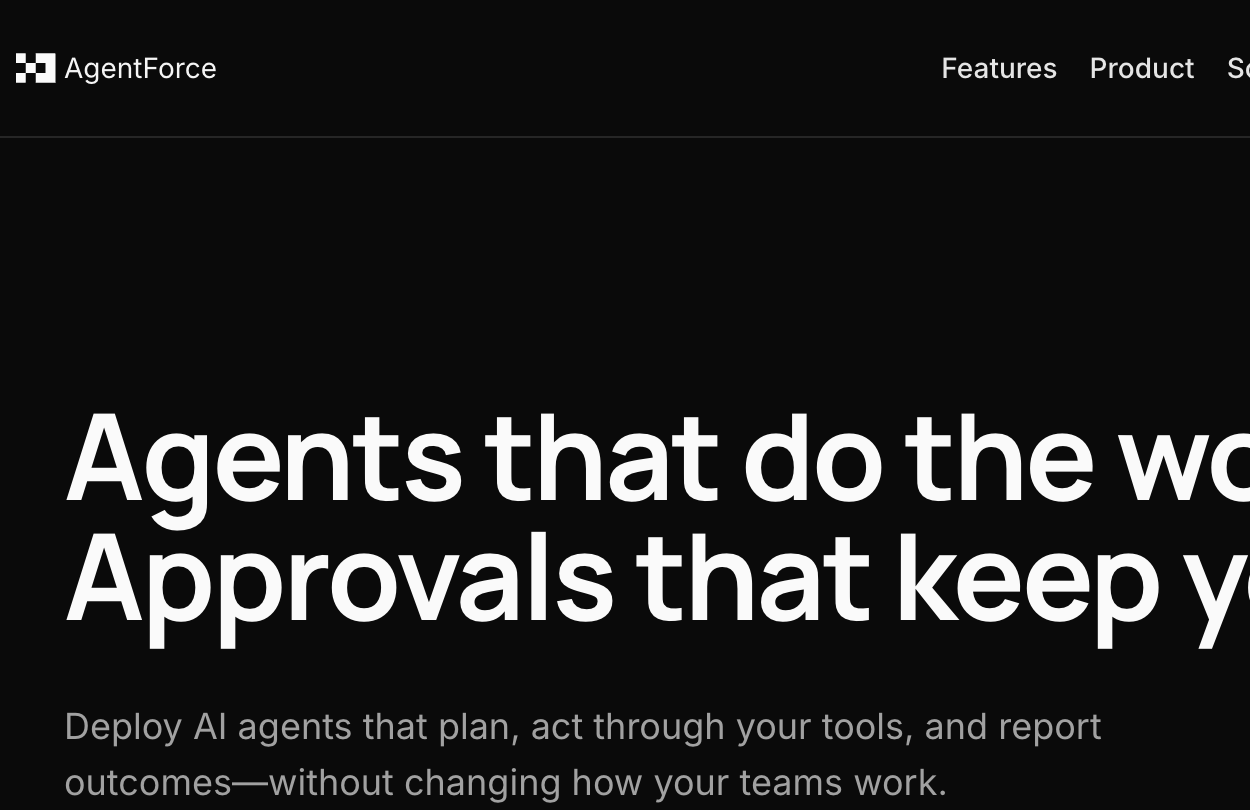 AgentForce
Features Product
Agents that do the
Approvals that keep
Deploy AI agents that plan, act through your tools, and report
outcomes—without changing how your teams work.